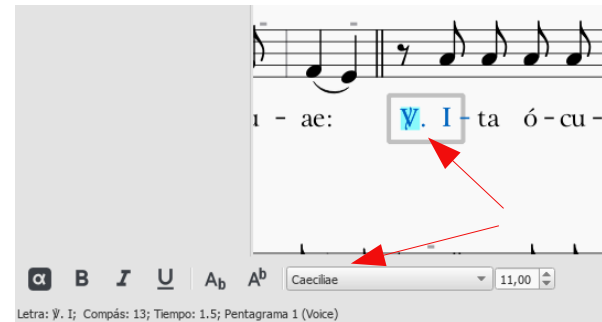 ı - ae: ℣. I - ta ó - cu -
α B I U Ab Aᵇ Caeciliae 11,00
Letra: ℣. I; Compás: 13; Tiempo: 1.5; Pentagrama 1 (Voice)